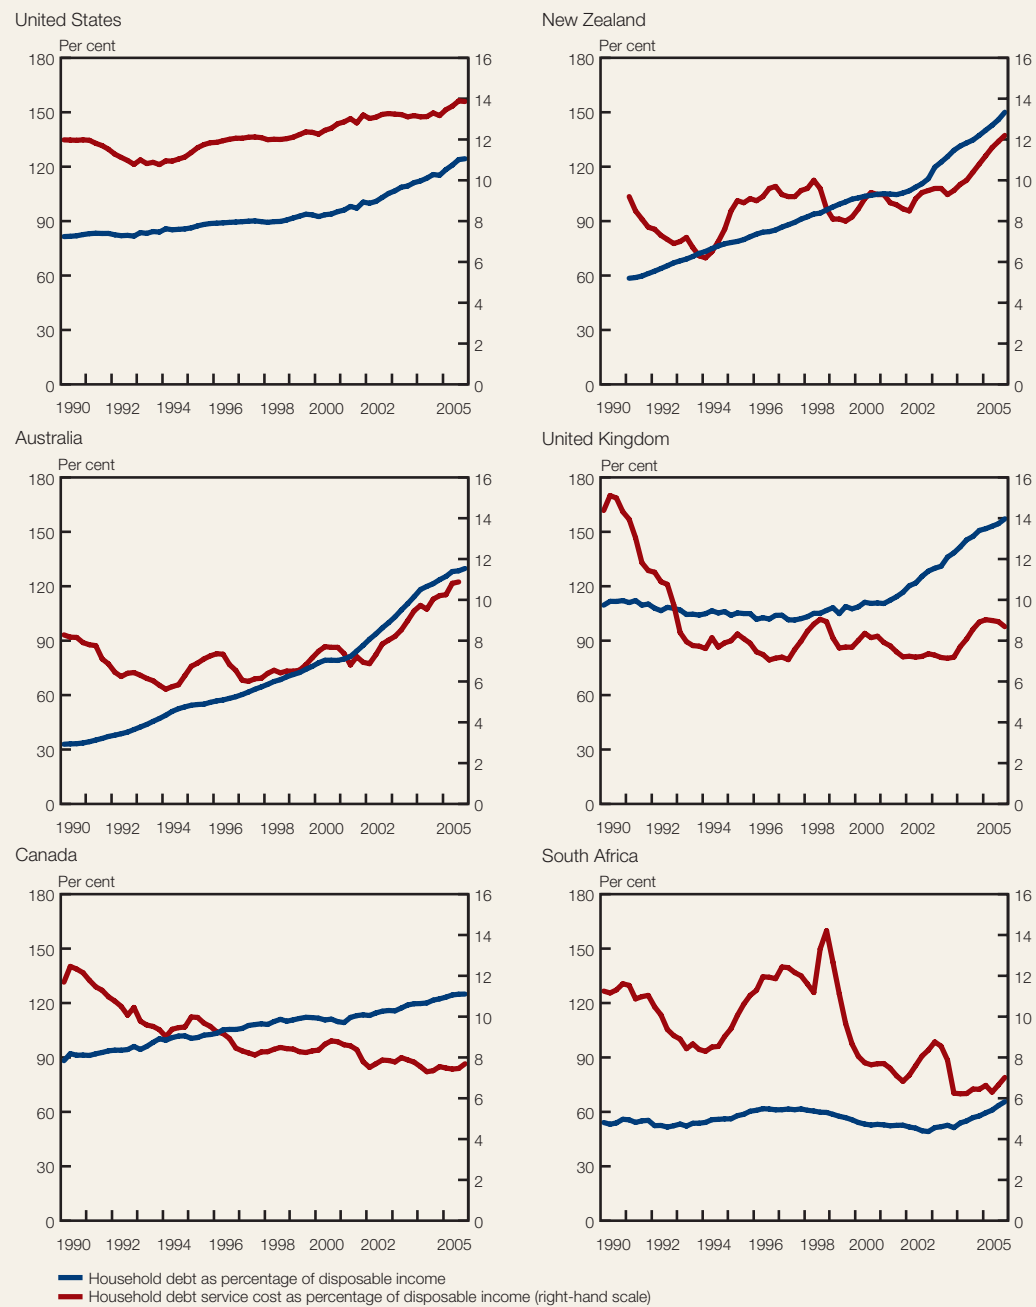 United States
Per cent
180 16
150 14
12
120 10
90 8
60 6
4
30 2
0 0
1990 1992 1994 1996 1998 2000 2002 2005
New Zealand
Per cent
180 16
150 14
12
120 10
90 8
60 6
4
30 2
0 0
1990 1992 1994 1996 1998 2000 2002 2005
Australia
Per cent
180 16
150 14
12
120 10
90 8
60 6
4
30 2
0 0
1990 1992 1994 1996 1998 2000 2002 2005
United Kingdom
Per cent
180 16
150 14
12
120 10
90 8
60 6
4
30 2
0 0
1990 1992 1994 1996 1998 2000 2002 2005
Canada
Per cent
180 16
150 14
12
120 10
90 8
60 6
4
30 2
0 0
1990 1992 1994 1996 1998 2000 2002 2005
South Africa
Per cent
180 16
150 14
12
120 10
90 8
60 6
4
30 2
0 0
1990 1992 1994 1996 1998 2000 2002 2005
Household debt as percentage of disposable income
Household debt service cost as percentage of disposable income (right-hand scale)